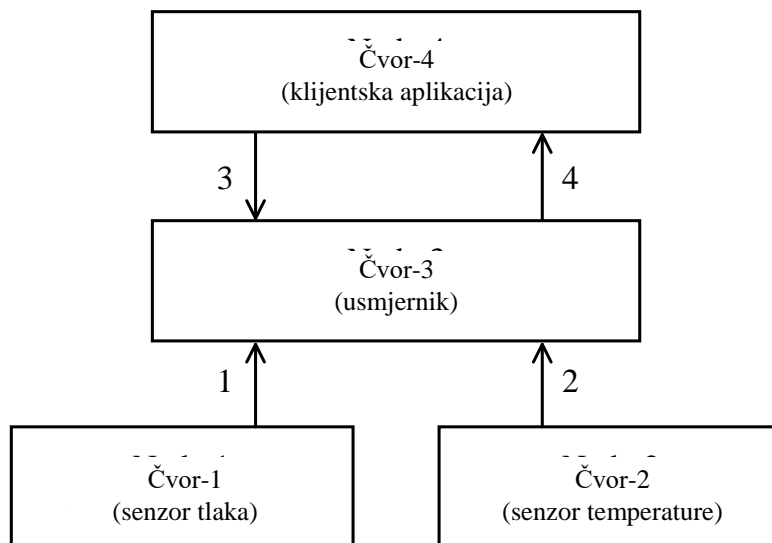 Čvor-4
(klijentska aplikacija)
3
4
Čvor-3
(usmjernik)
1
2
Čvor-1
(senzor tlaka)
Čvor-2
(senzor temperature)